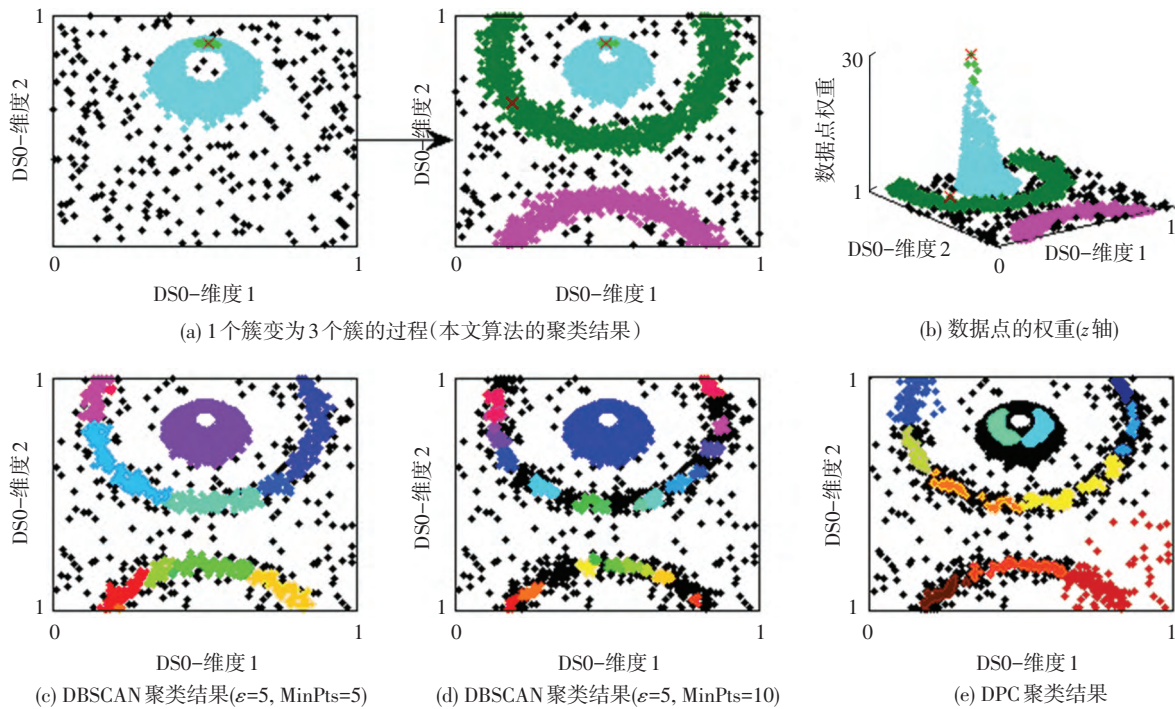 1
DS0-维度2
0
1
DS0-维度1
1
DS0-维度2
0
1
DS0-维度1
(a) 1个簇变为3个簇的过程(本文算法的聚类结果)
30
数据点权重
1
DS0-维度2
0
DS0-维度1
1
(b) 数据点的权重(z轴)
1
DS0-维度2
1
0
1
DS0-维度1
(c) DBSCAN聚类结果(ε=5, MinPts=5)
1
DS0-维度2
1
0
1
DS0-维度1
(d) DBSCAN聚类结果(ε=5, MinPts=10)
1
DS0-维度2
1
0
1
DS0-维度1
(e) DPC聚类结果